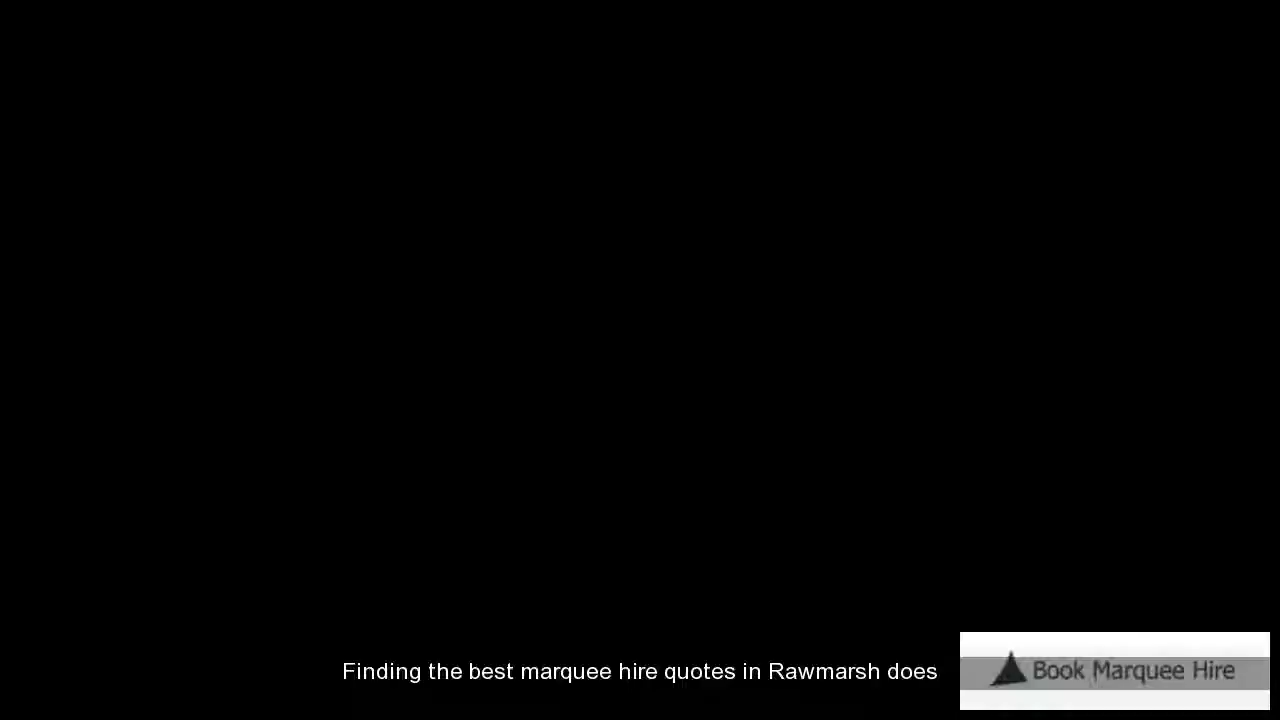 Finding the best marquee hire quotes in Rawmarsh does
Book Marquee Hire